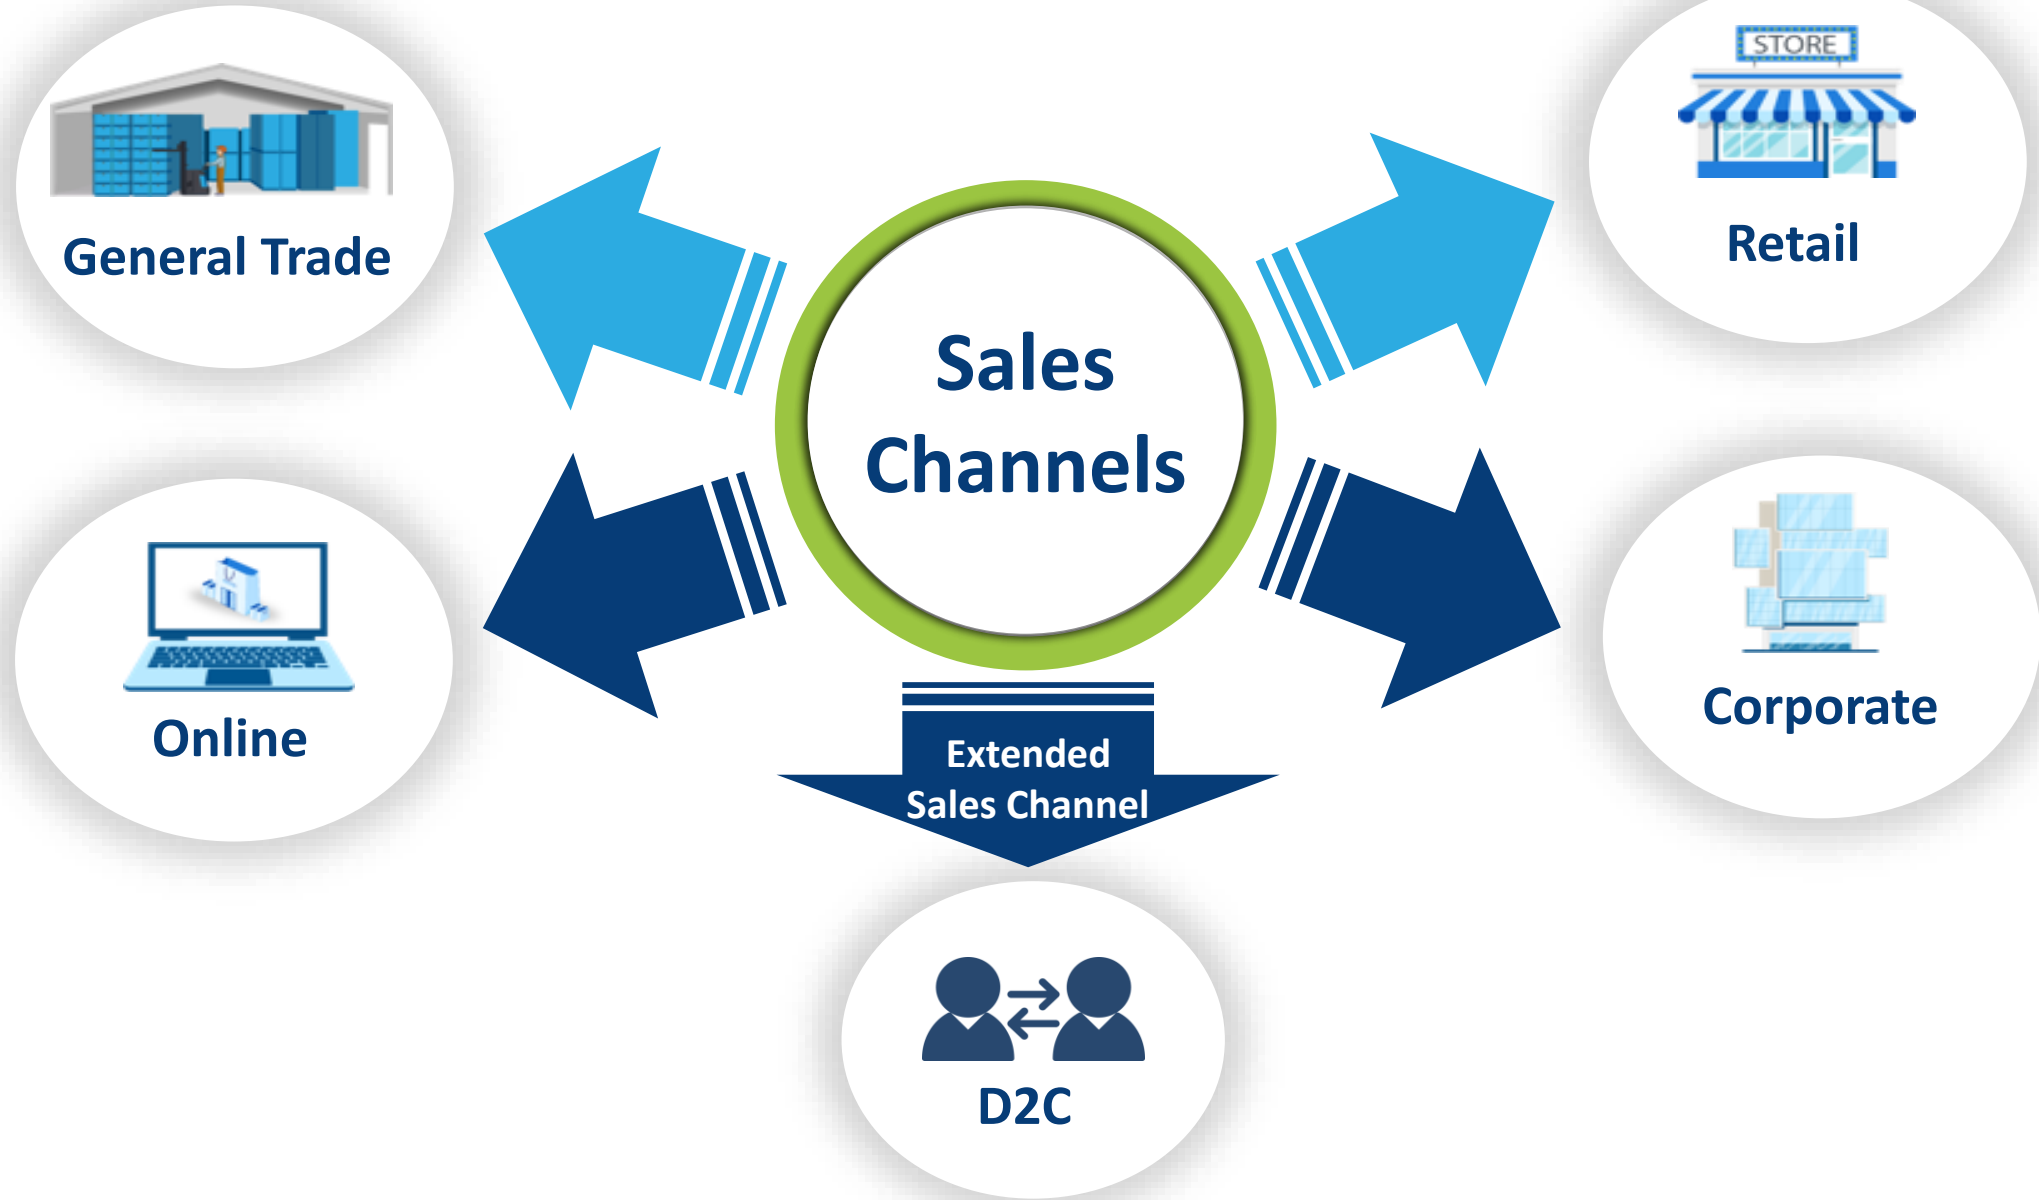 STORE
General Trade
Retail
Sales
Channels
Online
Corporate
Extended
Sales Channel
D2C